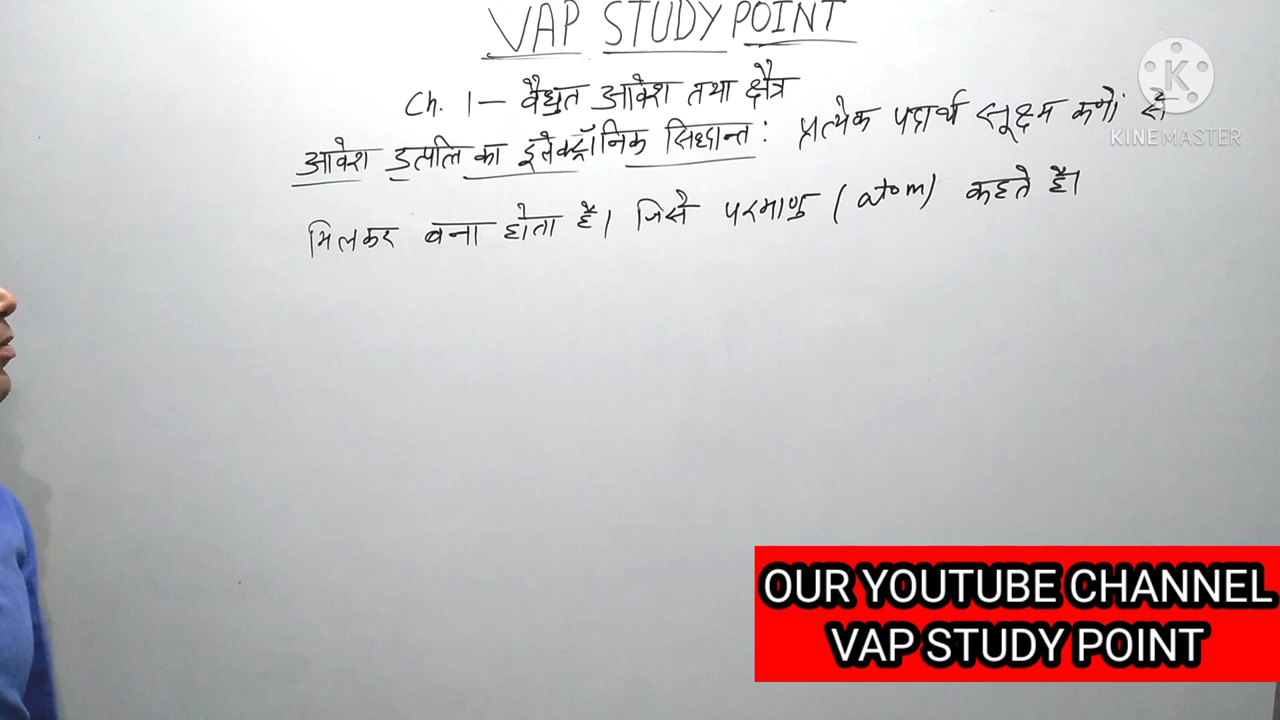 VAP STUDY POINT
Ch. 1 — वैद्युत आवेश तथा क्षेत्र
आवेश उत्पत्ति का इलेक्ट्रॉनिक सिद्धान्त : प्रत्येक पदार्थ सूक्ष्म कणों से
मिलकर बना होता है। जिसे परमाणु (atom) कहते है।
K
KINEMASTER
OUR YOUTUBE CHANNEL
VAP STUDY POINT